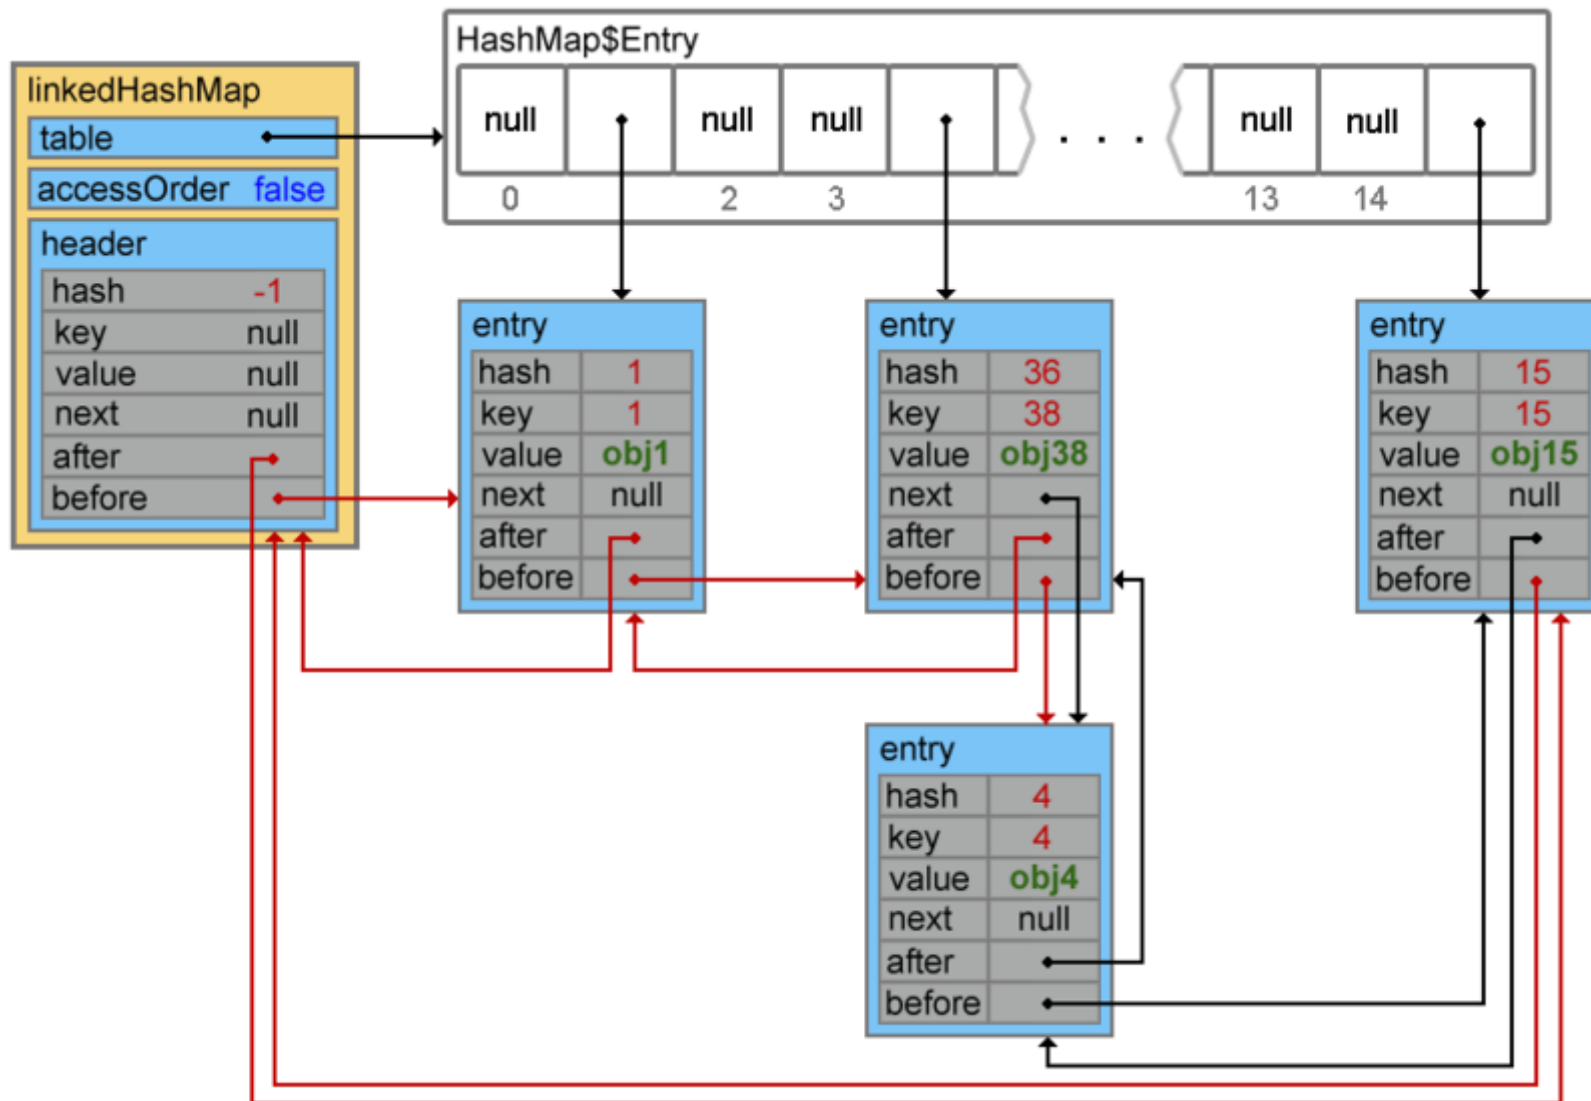 HashMap$Entry
null null null . . . null null
0 2 3 13 14
linkedHashMap
table
accessOrder false
header
hash -1
key null
value null
next null
after
before
entry
hash 1
key 1
value obj1
next null
after
before
entry
hash 36
key 38
value obj38
next
after
before
entry
hash 15
key 15
value obj15
next null
after
before
entry
hash 4
key 4
value obj4
next null
after
before